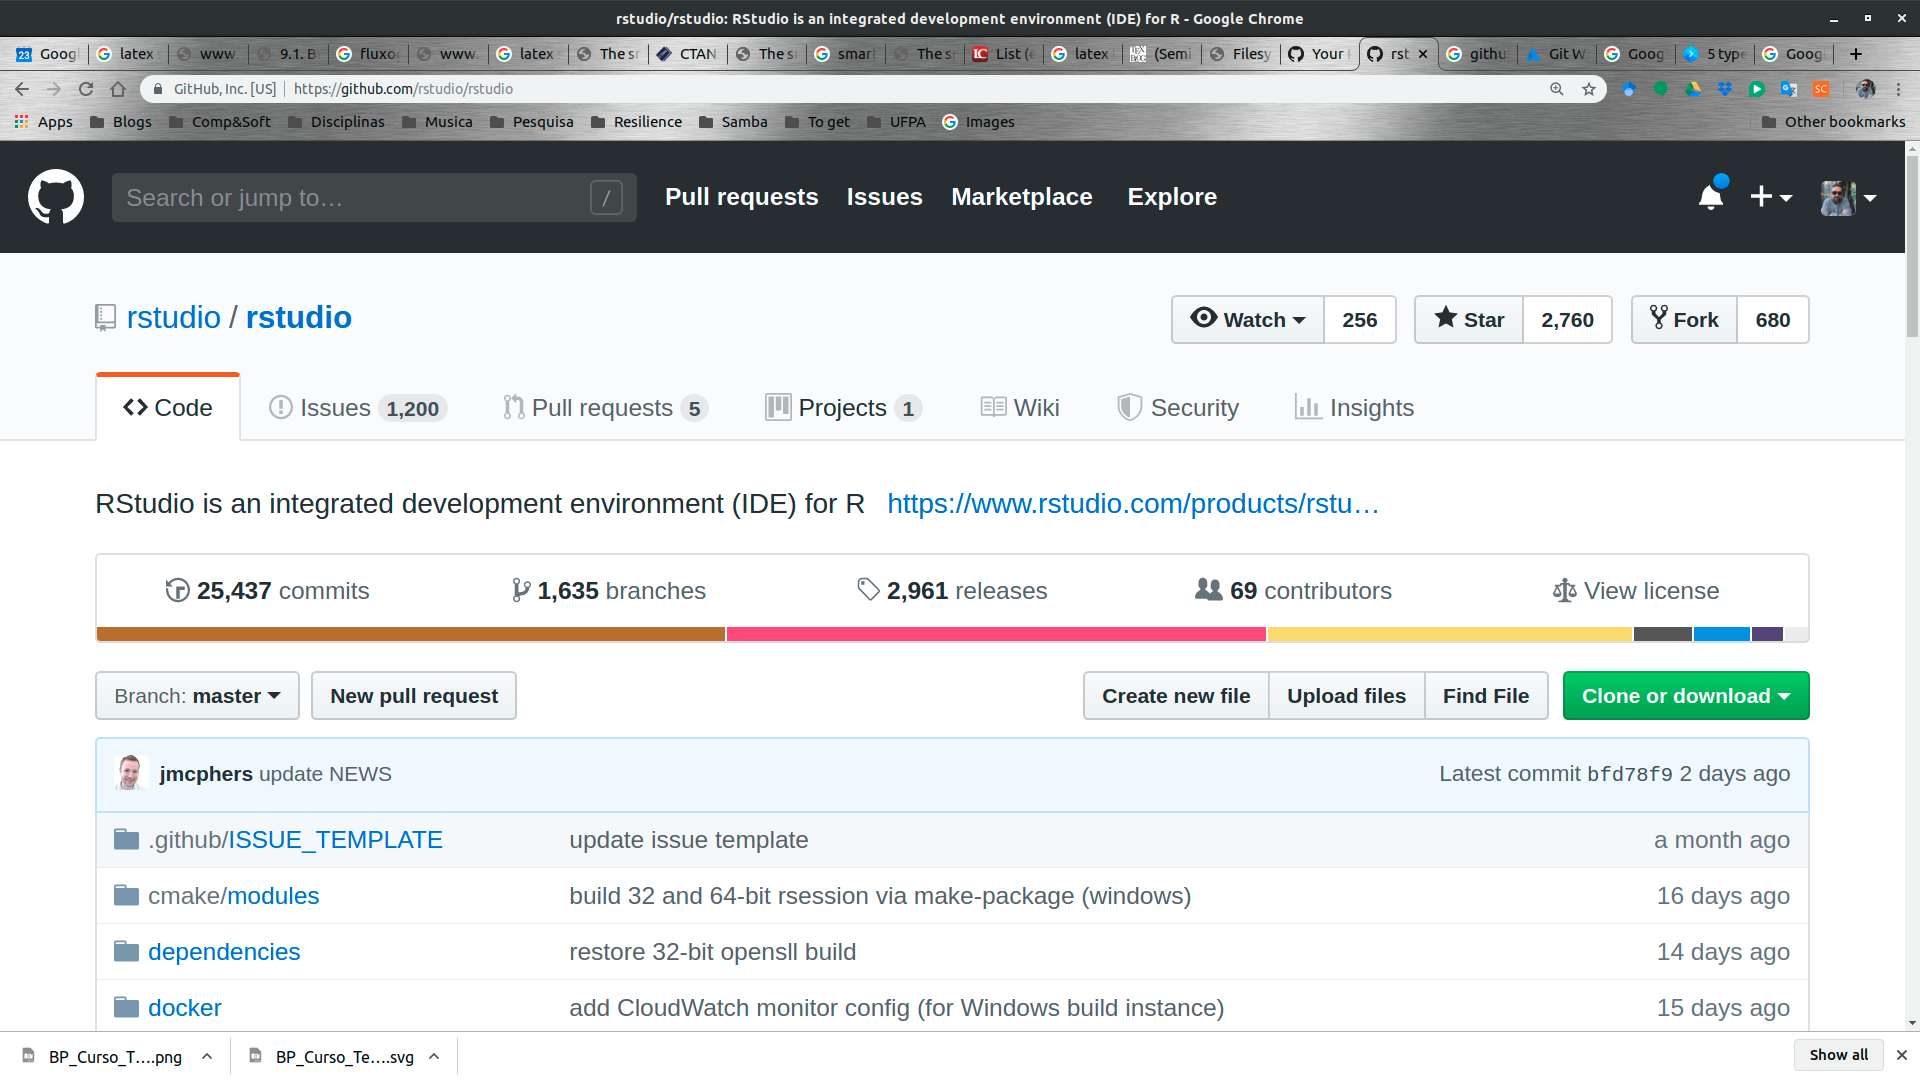 rstudio/rstudio: RStudio is an integrated development environment (IDE) for R - Google Chrome
23 Googl latex www. 9.1. B fluxo www. latex The sr CTAN The sr smart The sr List (e latex (Semi Filesy Your rst githu Git W Goog 5 type Goog
GitHub, Inc. [US] https://github.com/rstudio/rstudio SC
Apps Blogs Comp&Soft Disciplinas Musica Pesquisa Resilience Samba To get UFPA Images Other bookmarks
Search or jump to… / Pull requests Issues Marketplace Explore
rstudio / rstudio Watch 256 Star 2,760 Fork 680
Code Issues 1,200 Pull requests 5 Projects 1 Wiki Security Insights
RStudio is an integrated development environment (IDE) for R https://www.rstudio.com/products/rstu…
25,437 commits 1,635 branches 2,961 releases 69 contributors View license
Branch: master New pull request Create new file Upload files Find File Clone or download
jmcphers update NEWS Latest commit bfd78f9 2 days ago
.github/ISSUE_TEMPLATE update issue template a month ago
cmake/modules build 32 and 64-bit rsession via make-package (windows) 16 days ago
dependencies restore 32-bit opensll build 14 days ago
docker add CloudWatch monitor config (for Windows build instance) 15 days ago
BP_Curso_T....png BP_Curso_Te....svg Show all